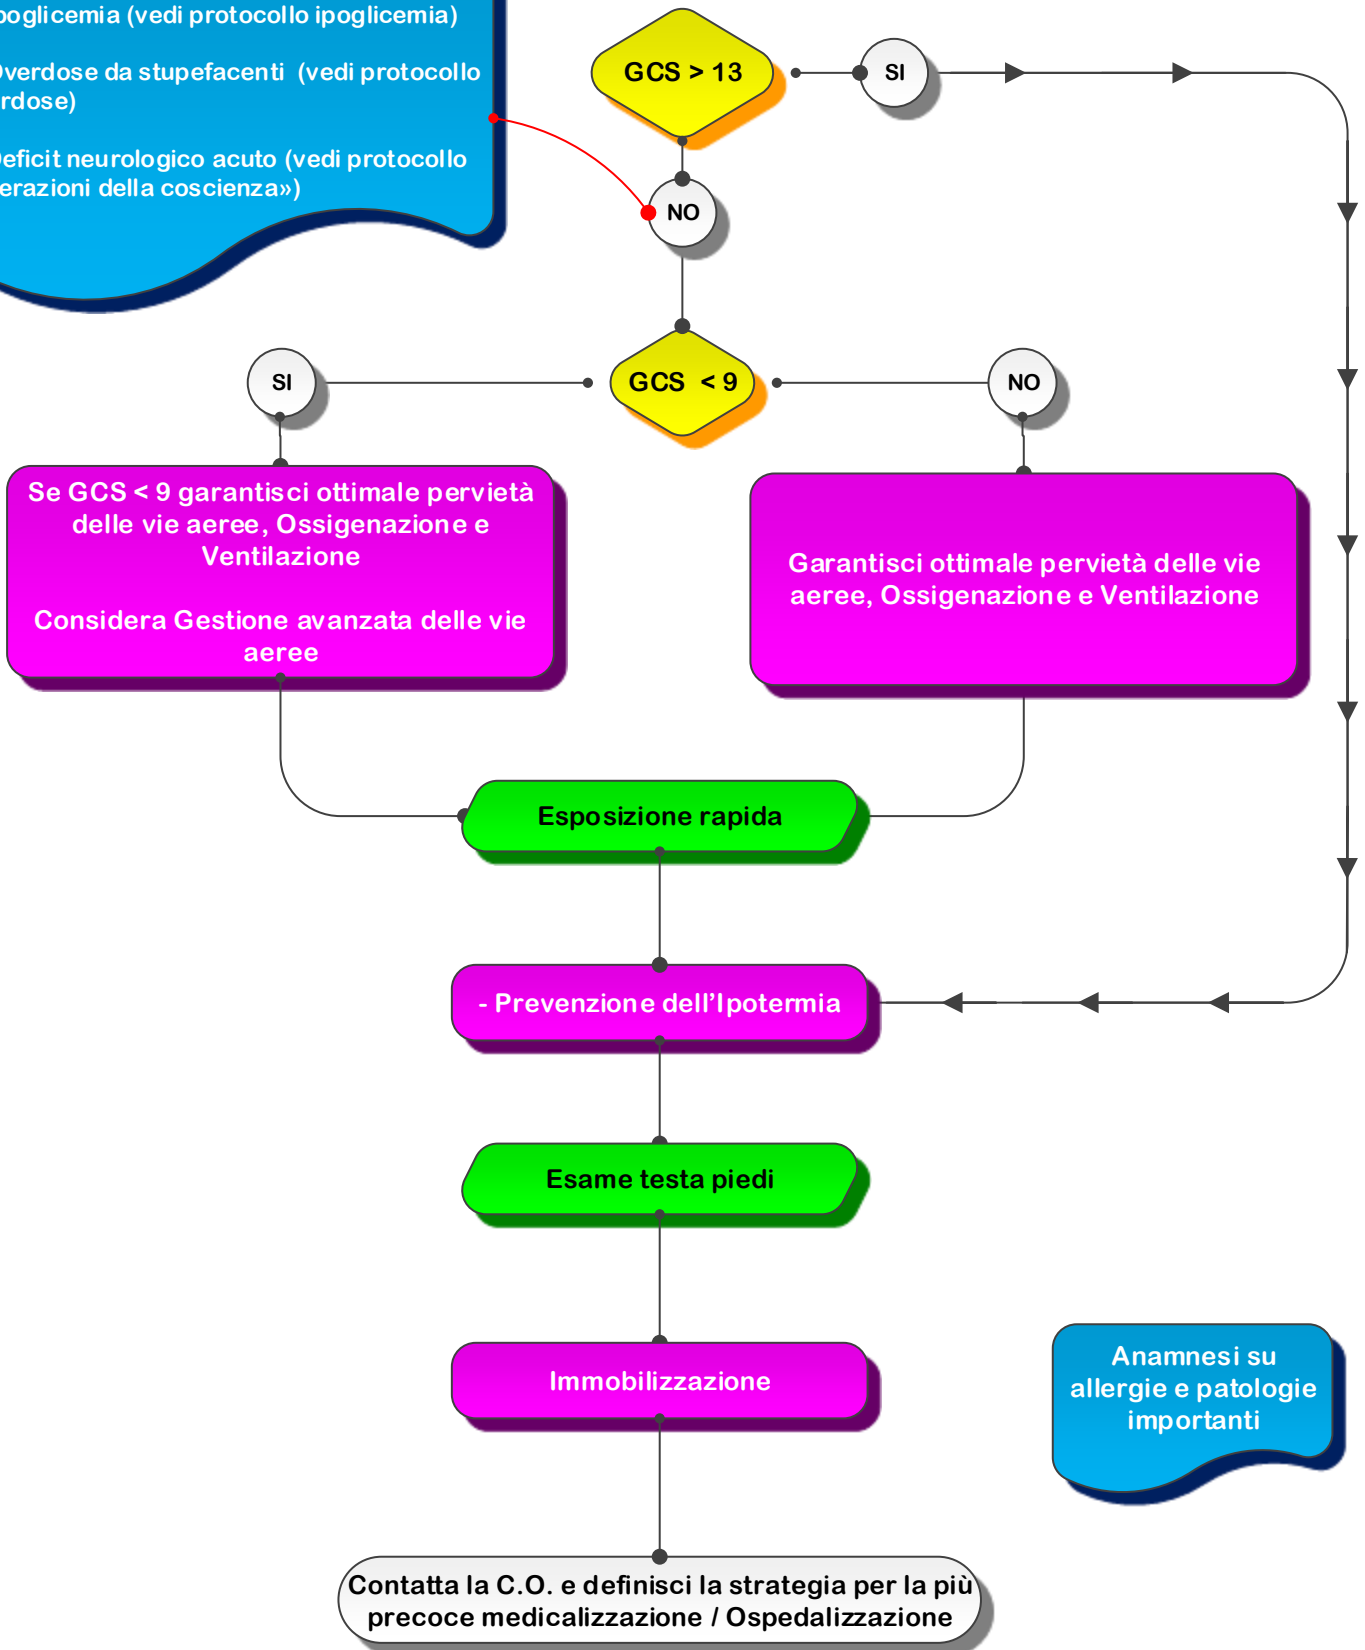 poglicemia (vedi protocollo ipoglicemia)
Overdose da stupefacenti (vedi protocollo
rdose)
Deficit neurologico acuto (vedi protocollo
erazioni della coscienza»)
GCS > 13
SI
NO
GCS < 9
SI
NO
Se GCS < 9 garantisci ottimale pervietà
delle vie aeree, Ossigenazione e
Ventilazione
Considera Gestione avanzata delle vie
aeree
Garantisci ottimale pervietà delle vie
aeree, Ossigenazione e Ventilazione
Esposizione rapida
- Prevenzione dell’Ipotermia
Esame testa piedi
Immobilizzazione
Anamnesi su
allergie e patologie
importanti
Contatta la C.O. e definisci la strategia per la più
precoce medicalizzazione / Ospedalizzazione